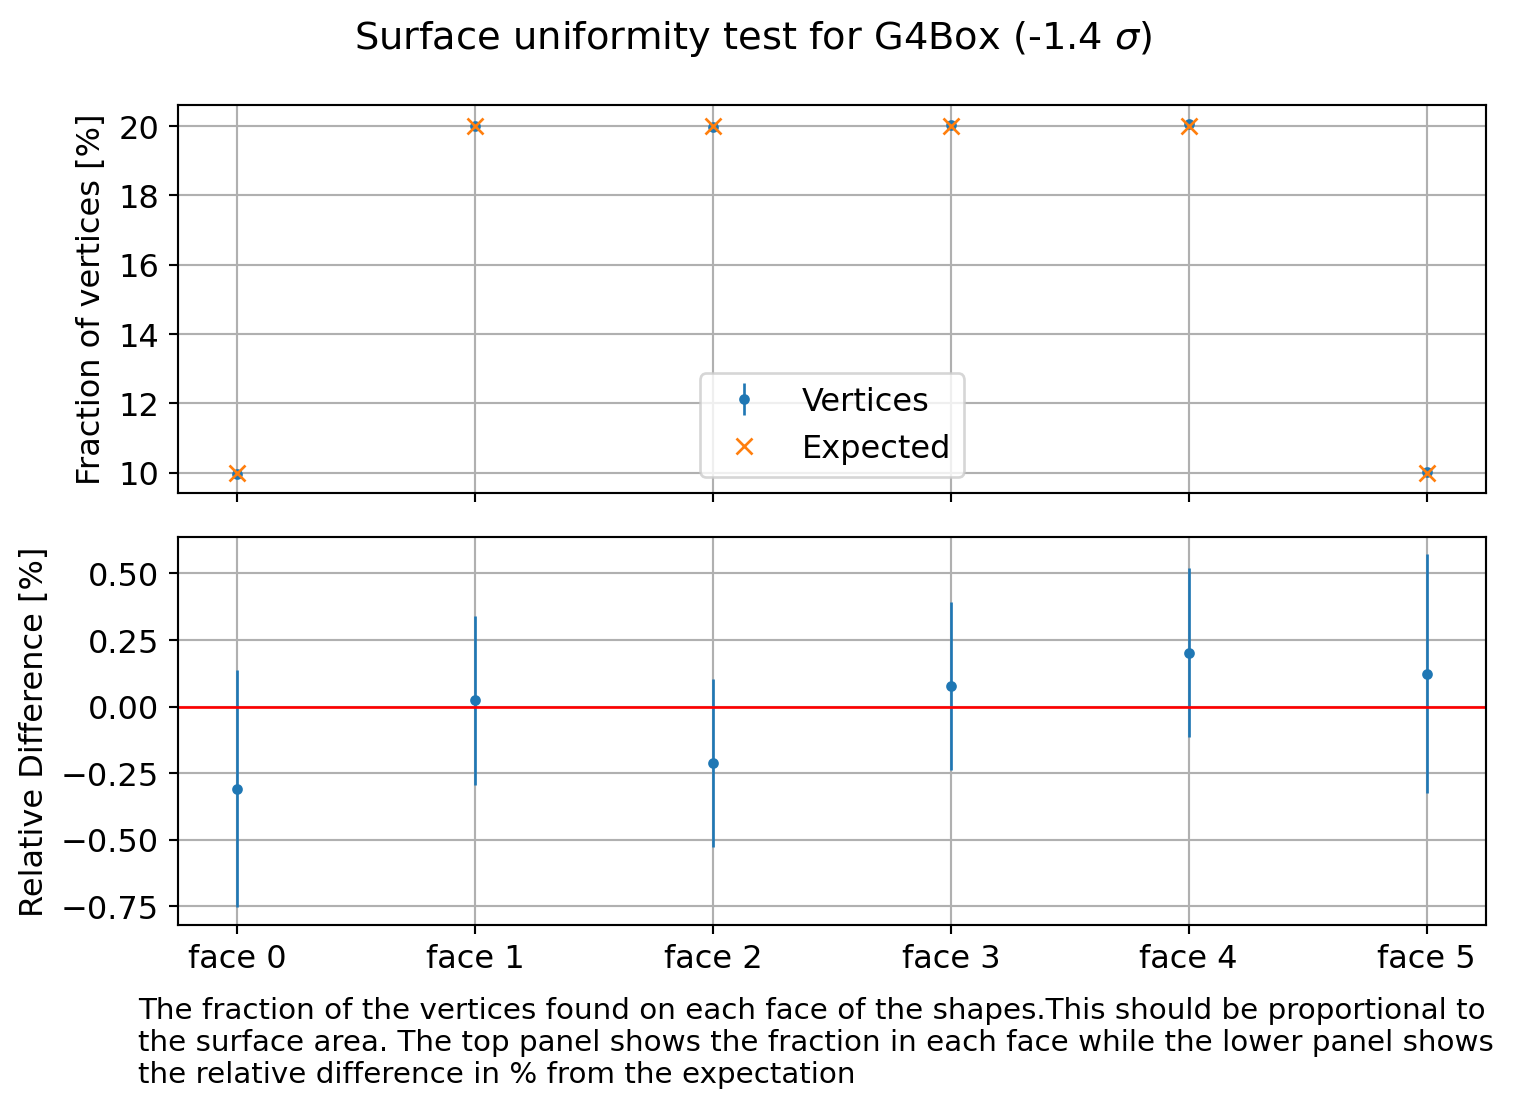 Surface uniformity test for G4Box (-1.4 σ)
Fraction of vertices [%]
20
18
16
14
12
10
Vertices
Expected
Relative Difference [%]
0.50
0.25
0.00
−0.25
−0.50
−0.75
face 0 face 1 face 2 face 3 face 4 face 5
The fraction of the vertices found on each face of the shapes.This should be proportional to
the surface area. The top panel shows the fraction in each face while the lower panel shows
the relative difference in % from the expectation